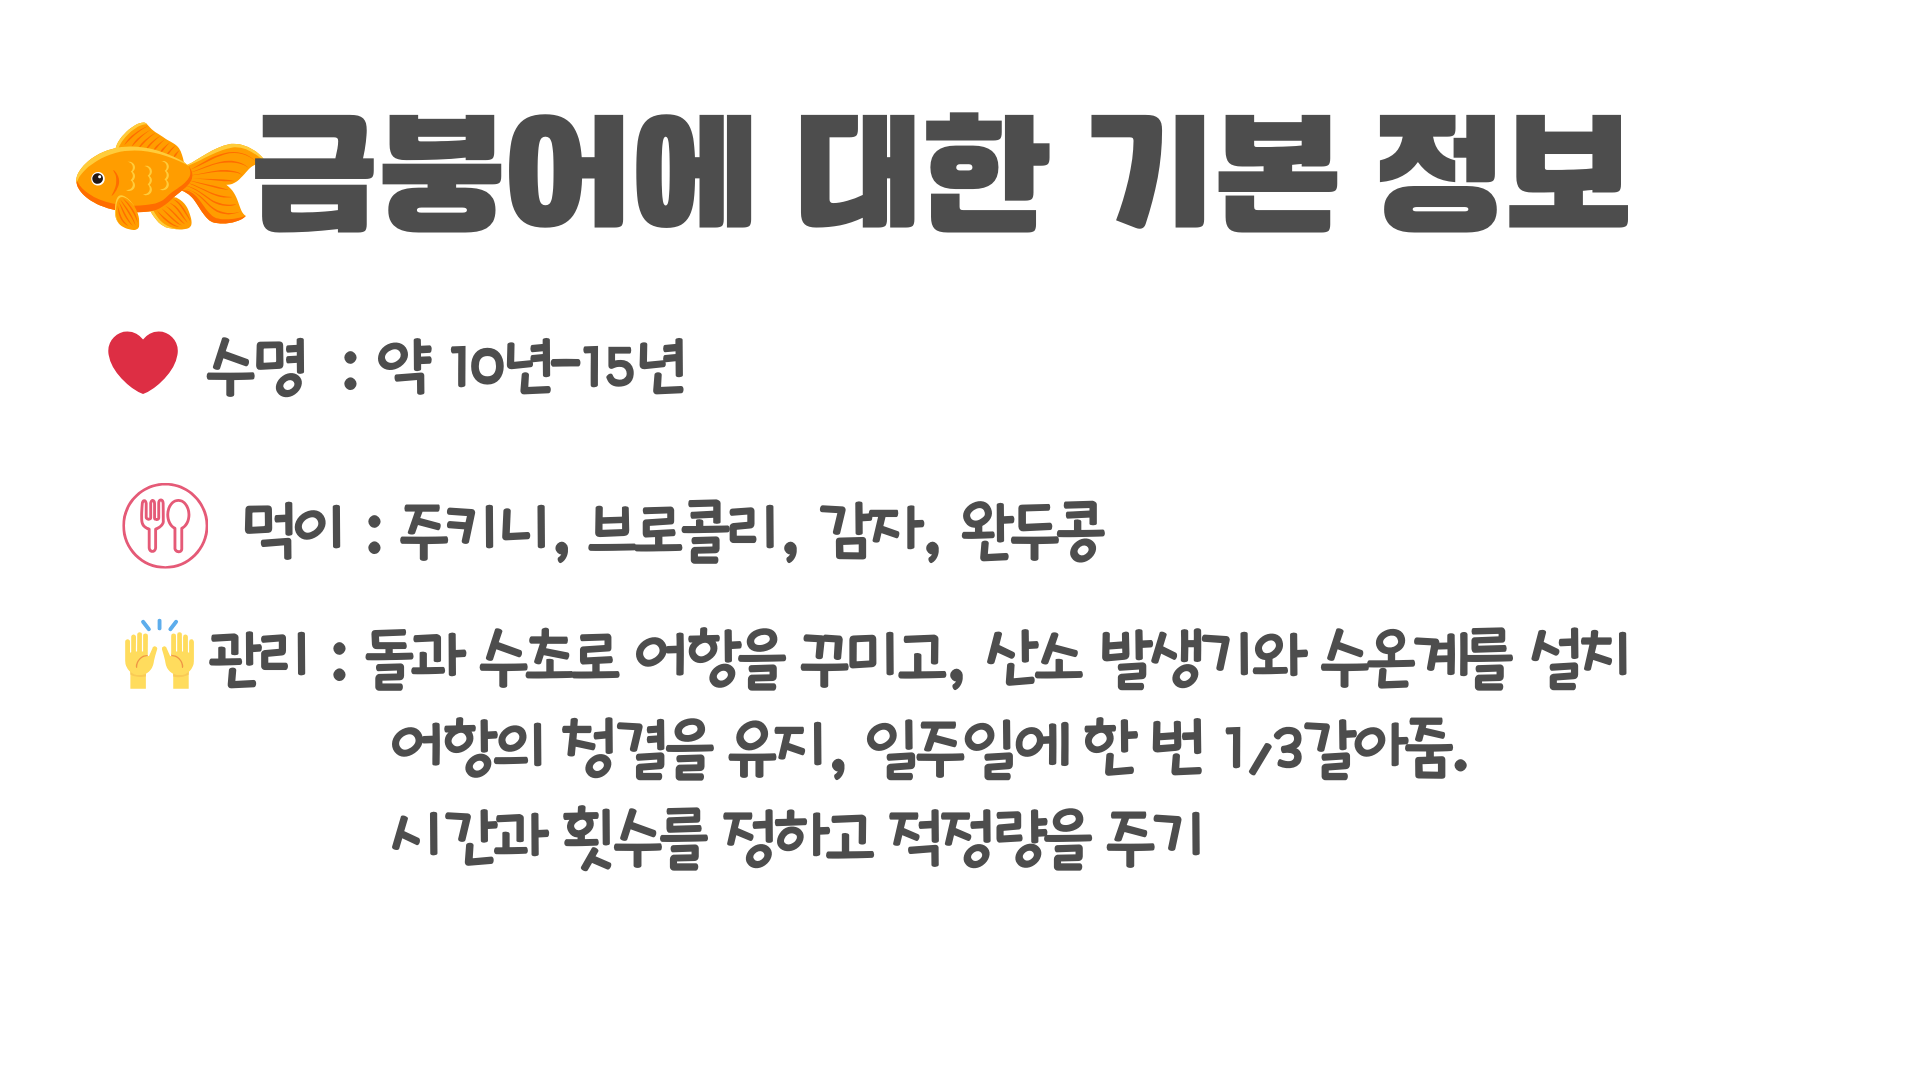 금붕어에 대한 기본 정보
수명 : 약 10년-15년
먹이 : 주키니, 브로콜리, 감자, 완두콩
관리 : 돌과 수초로 어항을 꾸미고, 산소 발생기와 수온계를 설치
어항의 청결을 유지, 일주일에 한 번 1/3갈아줌.
시간과 횟수를 정하고 적정량을 주기